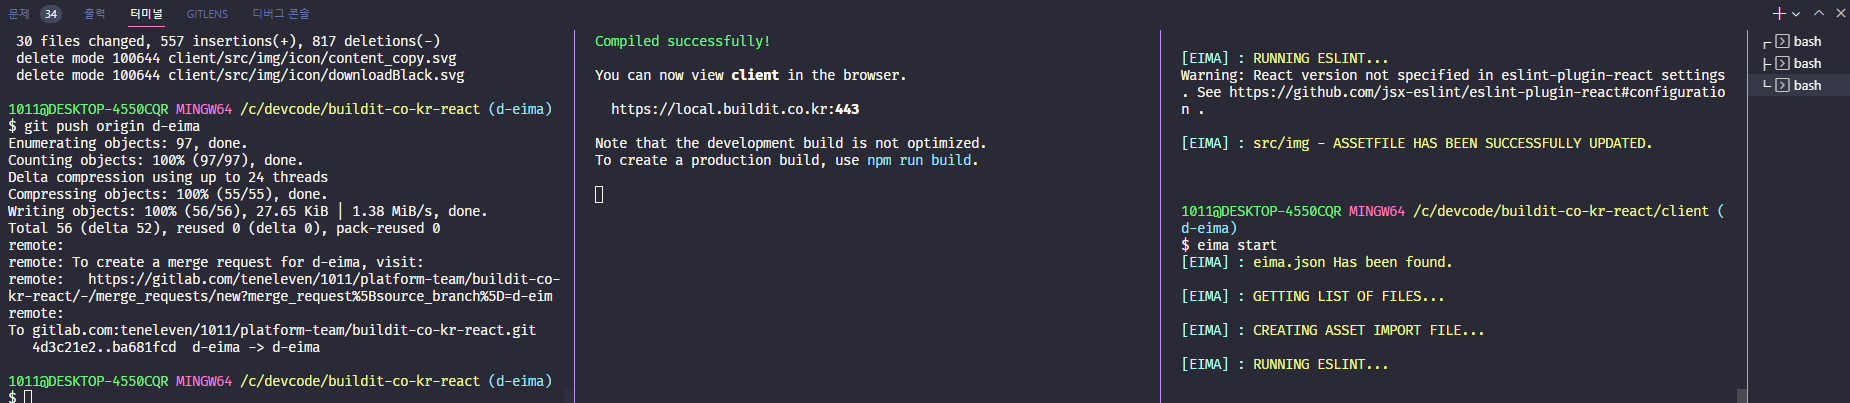 문제 34 출력 터미널 GITLENS 디버그 콘솔
30 files changed, 557 insertions(+), 817 deletions(-)
delete mode 100644 client/src/img/icon/content_copy.svg
delete mode 100644 client/src/img/icon/downloadBlack.svg
1011@DESKTOP-4550CQR MINGW64 /c/devcode/buildit-co-kr-react (d-eima)
$ git push origin d-eima
Enumerating objects: 97, done.
Counting objects: 100% (97/97), done.
Delta compression using up to 24 threads
Compressing objects: 100% (55/55), done.
Writing objects: 100% (56/56), 27.65 KiB | 1.38 MiB/s, done.
Total 56 (delta 52), reused 0 (delta 0), pack-reused 0
remote:
remote: To create a merge request for d-eima, visit:
remote:   https://gitlab.com/teneleven/1011/platform-team/buildit-co-
kr-react/-/merge_requests/new?merge_request%5Bsource_branch%5D=d-eim
remote:
To gitlab.com:teneleven/1011/platform-team/buildit-co-kr-react.git
4d3c21e2..ba681fcd  d-eima -> d-eima
1011@DESKTOP-4550CQR MINGW64 /c/devcode/buildit-co-kr-react (d-eima)
$
Compiled successfully!
You can now view client in the browser.
https://local.buildit.co.kr:443
Note that the development build is not optimized.
To create a production build, use npm run build.
[EIMA] : RUNNING ESLINT...
Warning: React version not specified in eslint-plugin-react settings
. See https://github.com/jsx-eslint/eslint-plugin-react#configuratio
n .
[EIMA] : src/img - ASSETFILE HAS BEEN SUCCESSFULLY UPDATED.
1011@DESKTOP-4550CQR MINGW64 /c/devcode/buildit-co-kr-react/client (
d-eima)
$ eima start
[EIMA] : eima.json Has been found.
[EIMA] : GETTING LIST OF FILES...
[EIMA] : CREATING ASSET IMPORT FILE...
[EIMA] : RUNNING ESLINT...
bash
bash
bash